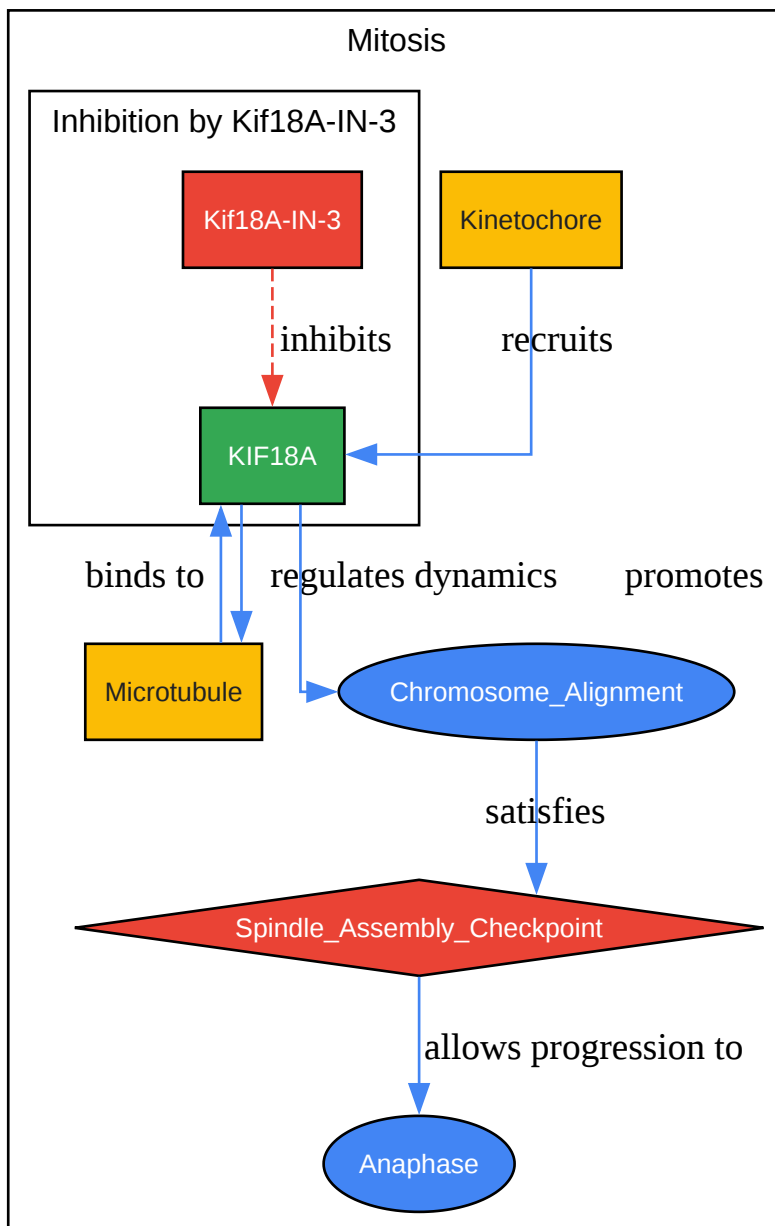 Mitosis
Inhibition by Kif18A-IN-3
Kif18A-IN-3
Kinetochore
inhibits
recruits
KIF18A
binds to
regulates dynamics
promotes
Microtubule
Chromosome_Alignment
satisfies
Spindle_Assembly_Checkpoint
allows progression to
Anaphase